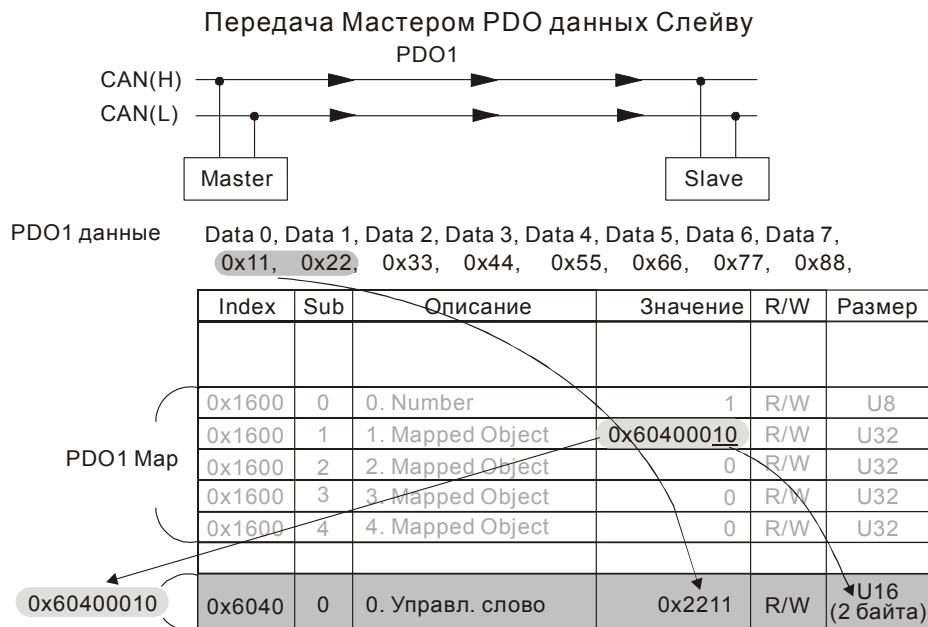 Передача Мастером PDO данных Слейву
PDO1
CAN(H)
CAN(L)
Master Slave
PDO1 данные Data 0, Data 1, Data 2, Data 3, Data 4, Data 5, Data 6, Data 7,
0x11, 0x22, 0x33, 0x44, 0x55, 0x66, 0x77, 0x88,
Index Sub Описание Значение R/W Размер
0x1600 0 0. Number 1 R/W U8
0x1600 1 1. Mapped Object 0x60400010 R/W U32
PDO1 Map
0x1600 2 2. Mapped Object 0 R/W U32
0x1600 3 3. Mapped Object 0 R/W U32
0x1600 4 4. Mapped Object 0 R/W U32
0x60400010 0x6040 0 0. Управл. слово 0x2211 R/W U16
(2 байта)